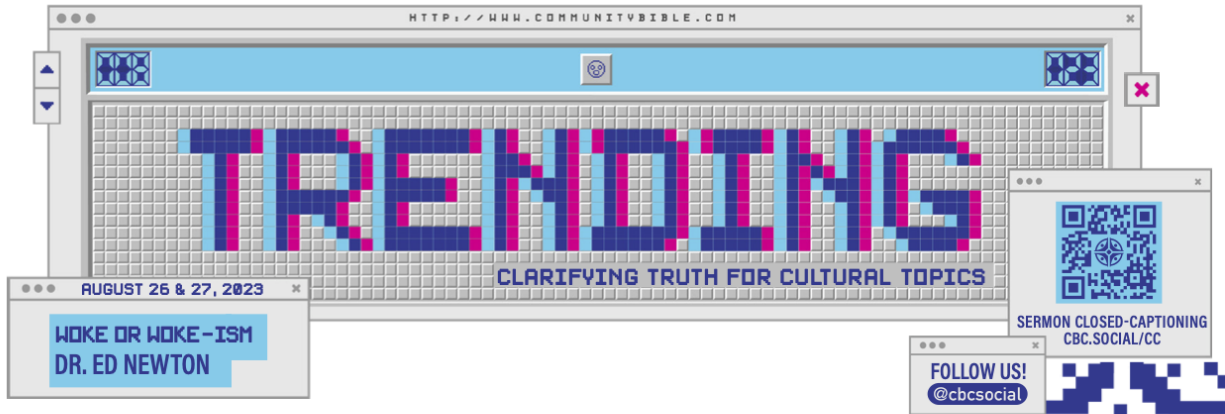 HTTP://WWW.COMMUNITYBIBLE.COM
TRENDING
CLARIFYING TRUTH FOR CULTURAL TOPICS
AUGUST 26 & 27, 2023
WOKE OR WOKE-ISM
DR. ED NEWTON
SERMON CLOSED-CAPTIONING
CBC.SOCIAL/CC
FOLLOW US!
@cbcsocial